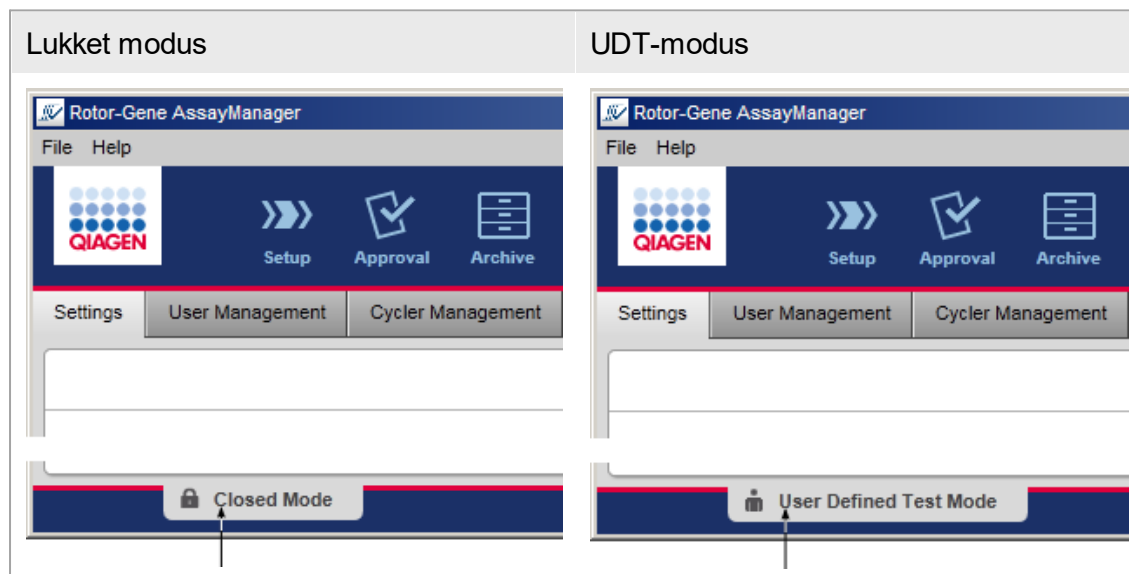 Lukket modus
UDT-modus
Rotor-Gene AssayManager
File Help
QIAGEN
Setup Approval Archive
Settings User Management Cycler Management
Closed Mode
Rotor-Gene AssayManager
File Help
QIAGEN
Setup Approval Archive
Settings User Management Cycler Management
User Defined Test Mode